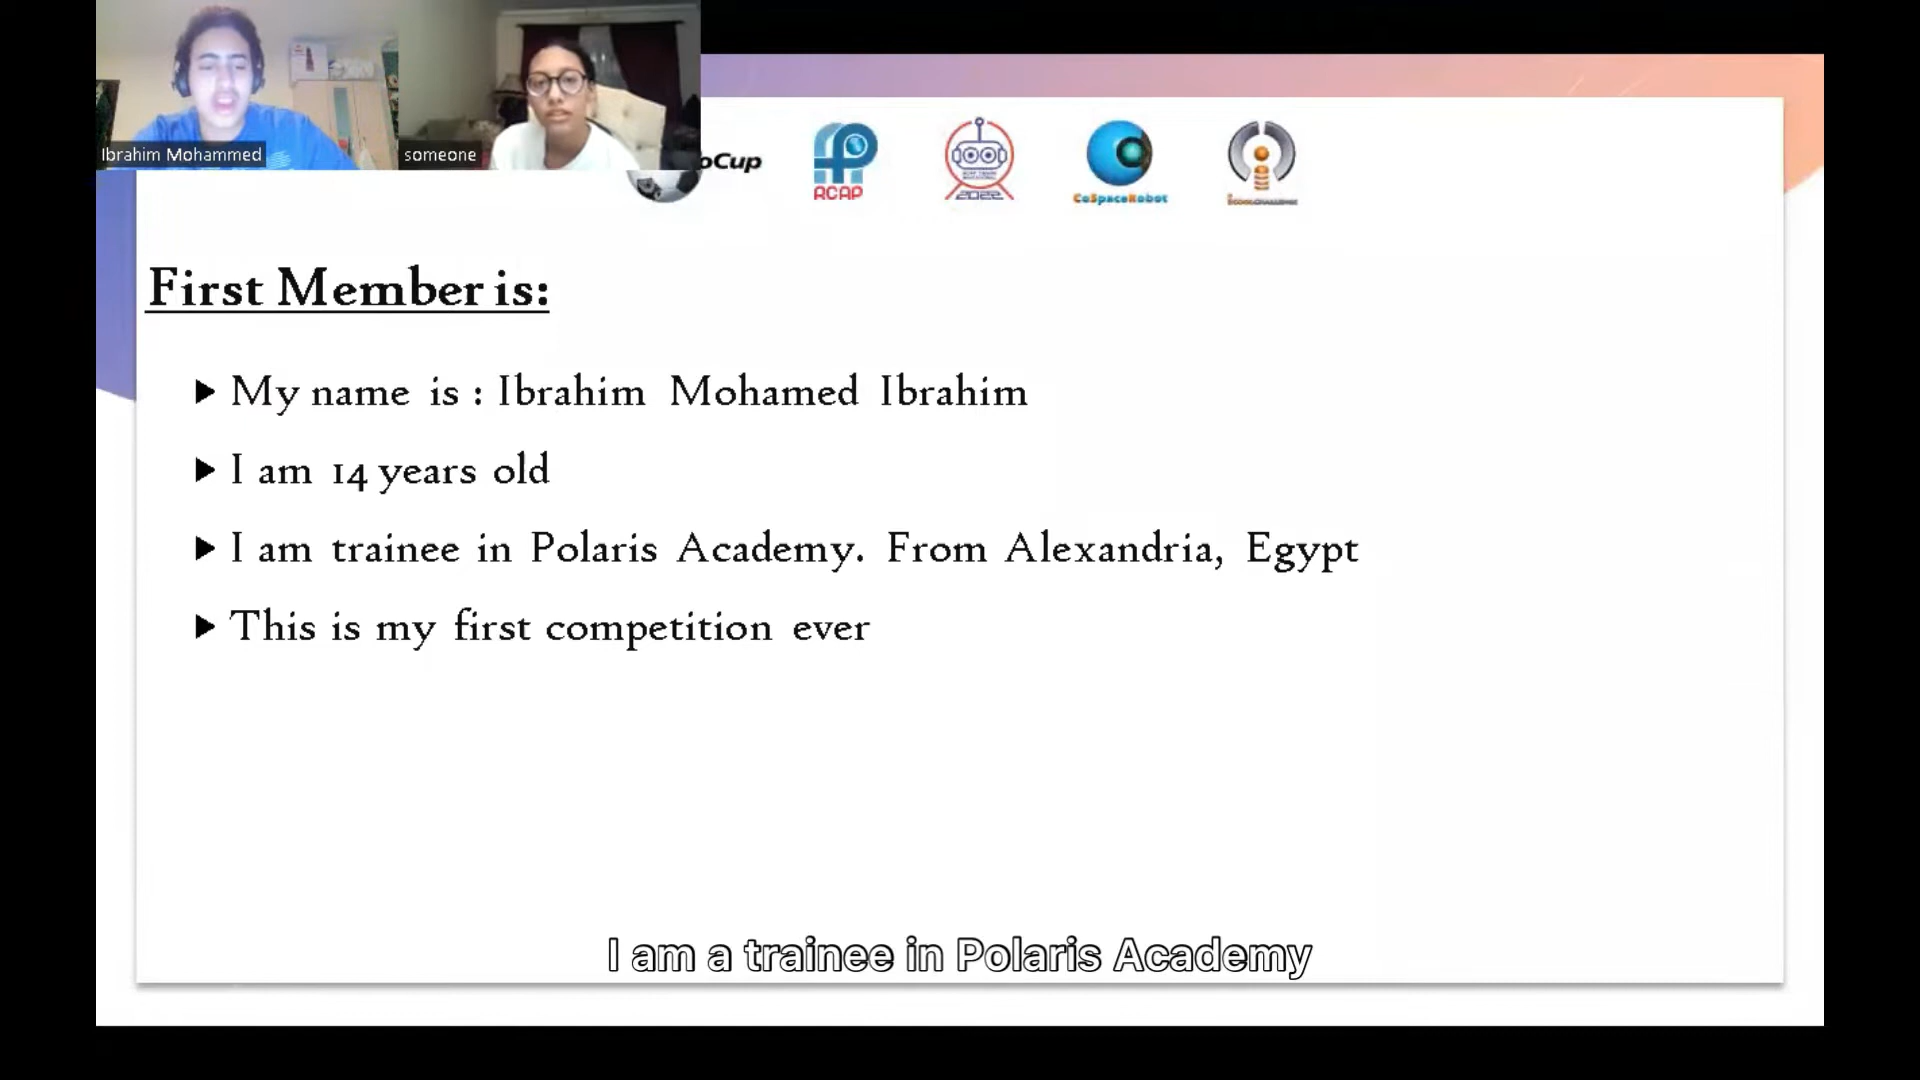 Ibrahim Mohammed
someone
oCup
RCAP
2022
CoSpaceRobot
First Member is:
My name is : Ibrahim Mohamed Ibrahim
I am 14 years old
I am trainee in Polaris Academy. From Alexandria, Egypt
This is my first competition ever
I am a trainee in Polaris Academy